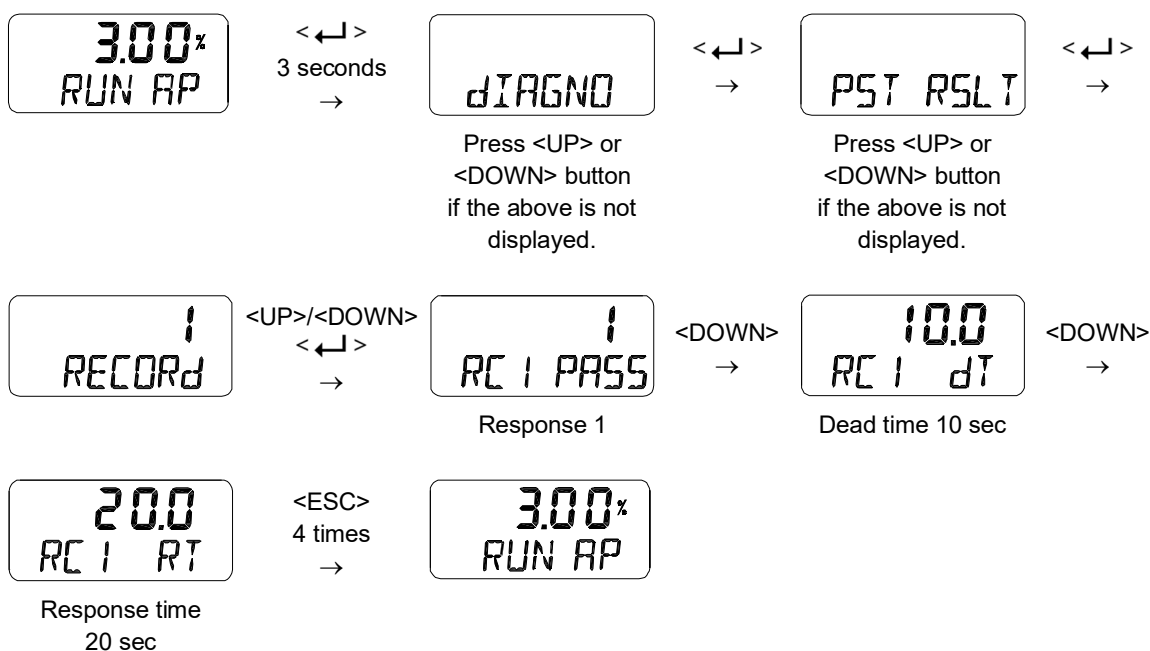 3.00%
RUN AP
< ↵ >
3 seconds
→
dIAGNO
Press <UP> or
<DOWN> button
if the above is not
displayed.
< ↵ >
→
PST RSLT
Press <UP> or
<DOWN> button
if the above is not
displayed.
< ↵ >
→
1
RECORd
<UP>/<DOWN>
< ↵ >
→
1
RC1 PASS
Response 1
<DOWN>
→
10.0
RC1 dT
Dead time 10 sec
<DOWN>
→
20.0
RC1 RT
Response time
20 sec
<ESC>
4 times
→
3.00%
RUN AP